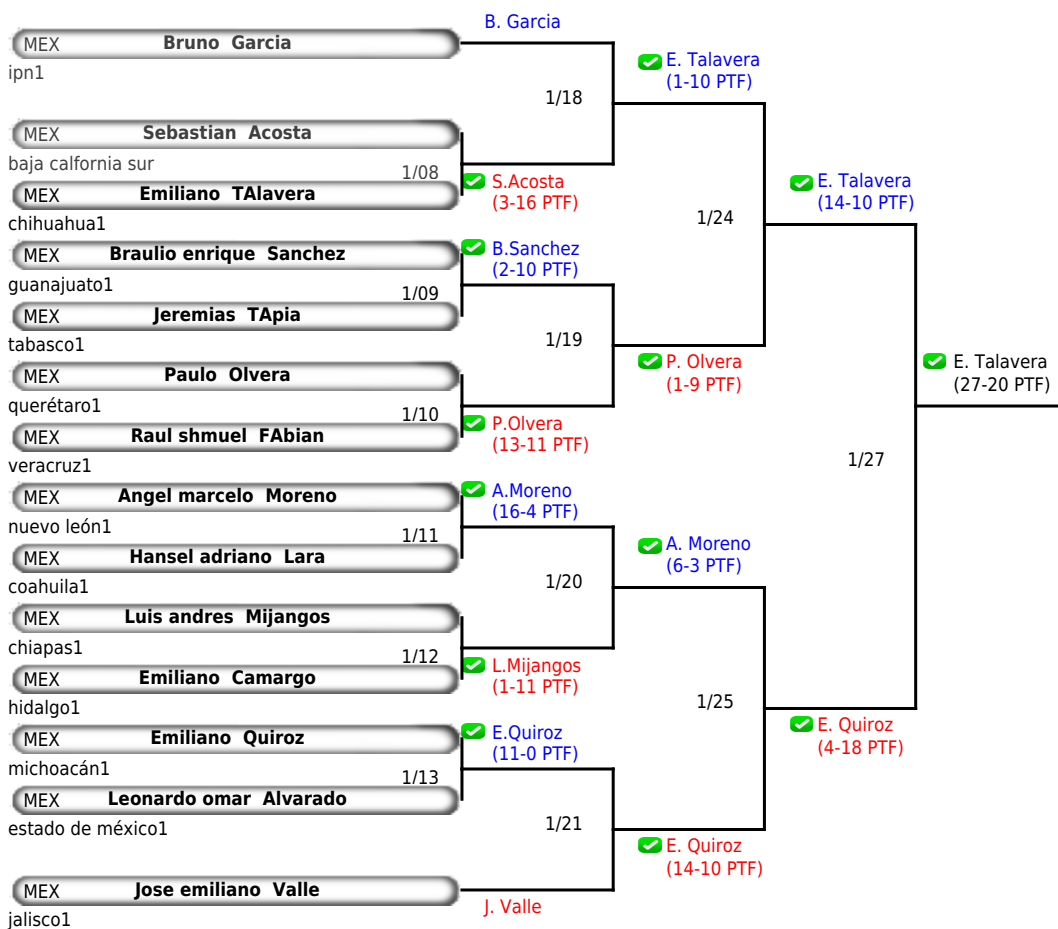 B. Garcia
MEX Bruno Garcia
ipn1
E. Talavera
(1-10 PTF)
1/18
MEX Sebastian Acosta
baja calfornia sur
1/08
S.Acosta
(3-16 PTF)
MEX Emiliano TAlavera
chihuahua1
E. Talavera
(14-10 PTF)
1/24
MEX Braulio enrique Sanchez
guanajuato1
B.Sanchez
(2-10 PTF)
1/09
MEX Jeremias TApia
tabasco1
1/19
MEX Paulo Olvera
querétaro1
P. Olvera
(1-9 PTF)
E. Talavera
(27-20 PTF)
1/10
P.Olvera
(13-11 PTF)
MEX Raul shmuel FAbian
veracruz1
1/27
MEX Angel marcelo Moreno
nuevo león1
A.Moreno
(16-4 PTF)
1/11
MEX Hansel adriano Lara
coahuila1
A. Moreno
(6-3 PTF)
1/20
MEX Luis andres Mijangos
chiapas1
1/12
L.Mijangos
(1-11 PTF)
MEX Emiliano Camargo
hidalgo1
1/25
E. Quiroz
(4-18 PTF)
MEX Emiliano Quiroz
michoacán1
E.Quiroz
(11-0 PTF)
1/13
MEX Leonardo omar Alvarado
estado de méxico1
1/21
E. Quiroz
(14-10 PTF)
MEX Jose emiliano Valle
jalisco1
J. Valle